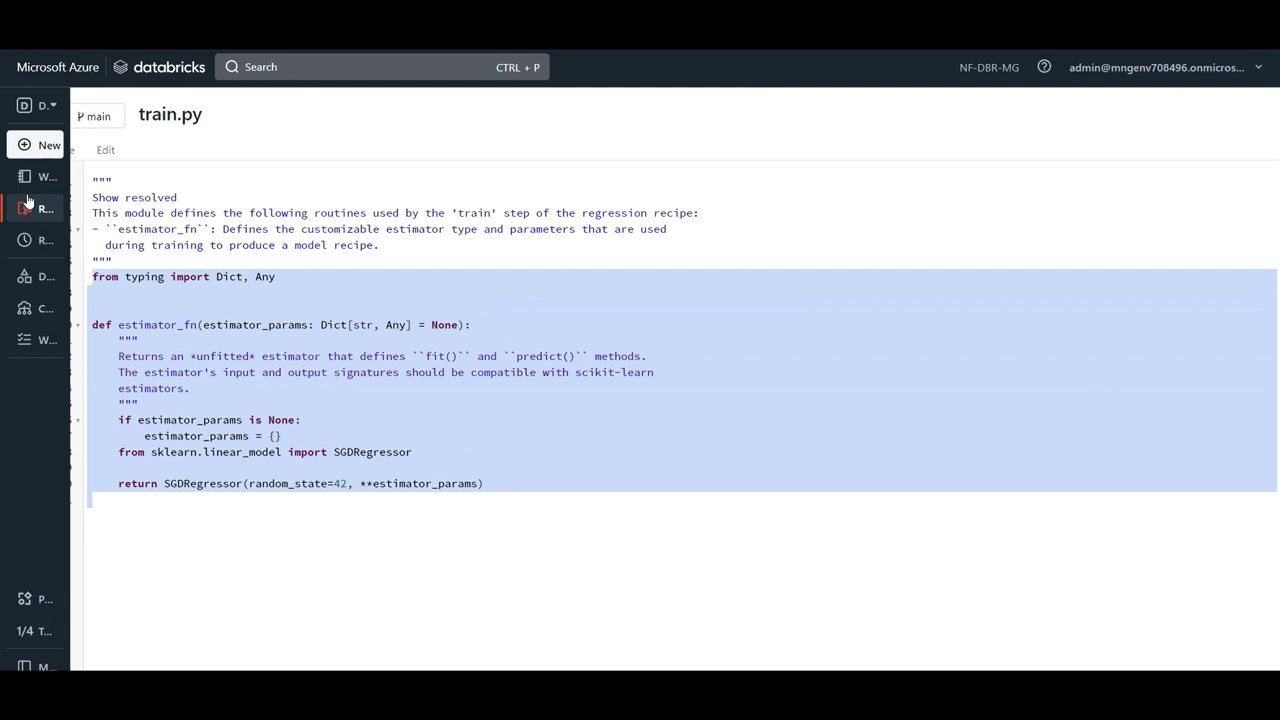 Microsoft Azure databricks Search CTRL + P NF-DBR-MG admin@mngenv708496.onmicros...
D D.
main train.py
New
e Edit
W...
R...
R...
D...
C...
W...
P...
1/4 T...
M...
"""
Show resolved
This module defines the following routines used by the 'train' step of the regression recipe:
- ``estimator_fn``: Defines the customizable estimator type and parameters that are used
during training to produce a model recipe.
"""
from typing import Dict, Any
def estimator_fn(estimator_params: Dict[str, Any] = None):
"""
Returns an *unfitted* estimator that defines ``fit()`` and ``predict()`` methods.
The estimator's input and output signatures should be compatible with scikit-learn
estimators.
"""
if estimator_params is None:
estimator_params = {}
from sklearn.linear_model import SGDRegressor
return SGDRegressor(random_state=42, **estimator_params)